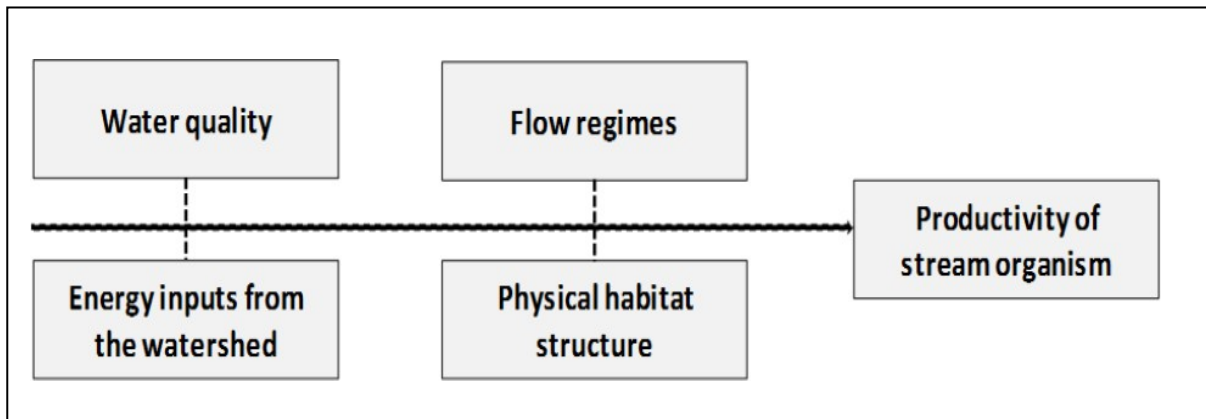 Water quality
Flow regimes
Productivity of
stream organism
Energy inputs from
the watershed
Physical habitat
structure